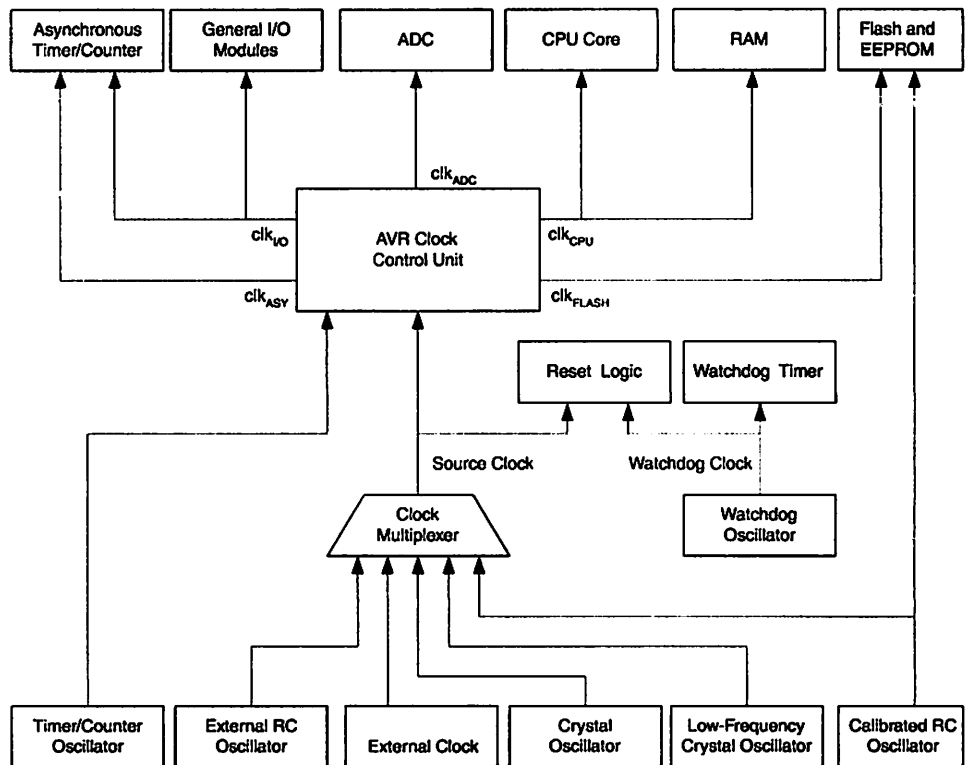 Asynchronous
Timer/Counter
General I/O
Modules
ADC
CPU Core
RAM
Flash and
EEPROM
clkADC
clkI/O
AVR Clock
Control Unit
clkCPU
clkASY
clkFLASH
Reset Logic
Watchdog Timer
Source Clock
Watchdog Clock
Clock
Multiplexer
Watchdog
Oscillator
Timer/Counter
Oscillator
External RC
Oscillator
External Clock
Crystal
Oscillator
Low-Frequency
Crystal Oscillator
Calibrated RC
Oscillator